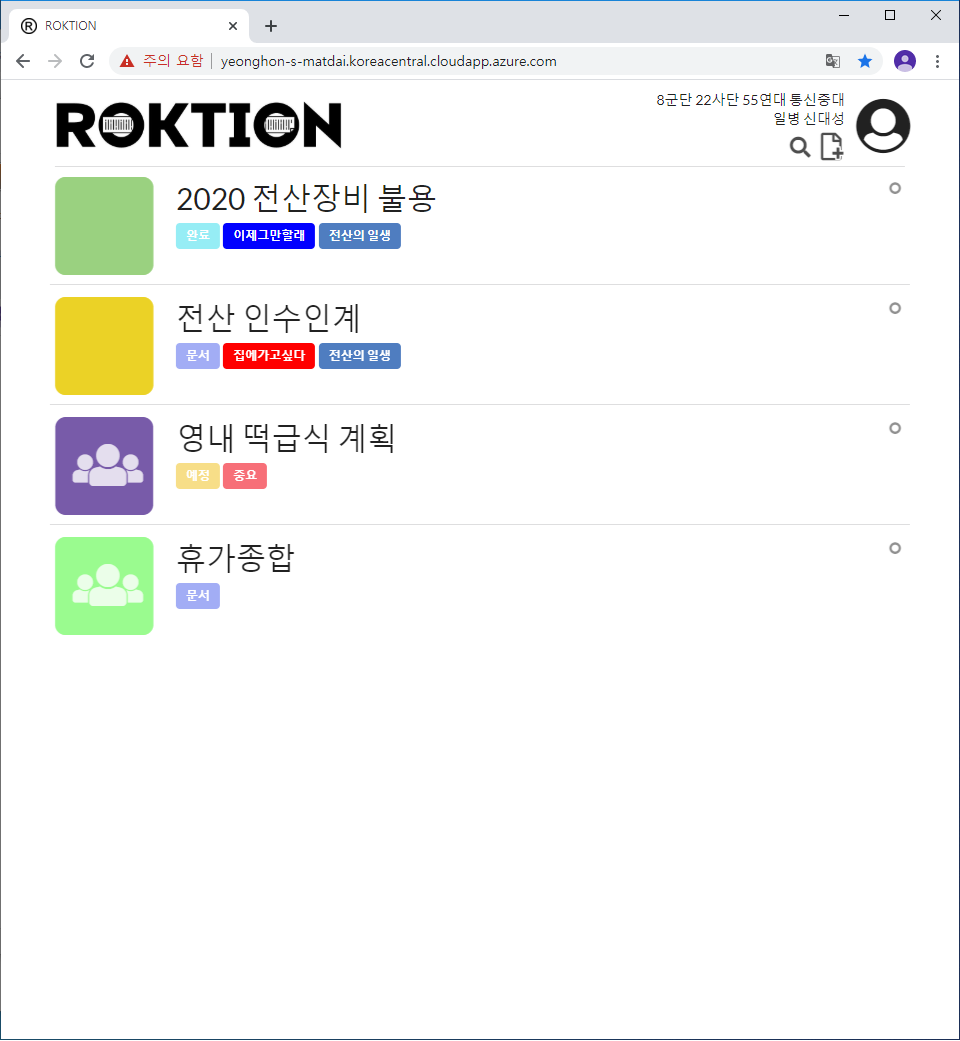 ROKTION
주의 요함 yeonghon-s-matdai.koreacentral.cloudapp.azure.com
ROKTION
8군단 22사단 55연대 통신중대
일병 신대성
2020 전산장비 불용
완료 이제그만할래 전산의 일생
전산 인수인계
문서 집에가고싶다 전산의 일생
영내 떡급식 계획
예정 중요
휴가종합
문서